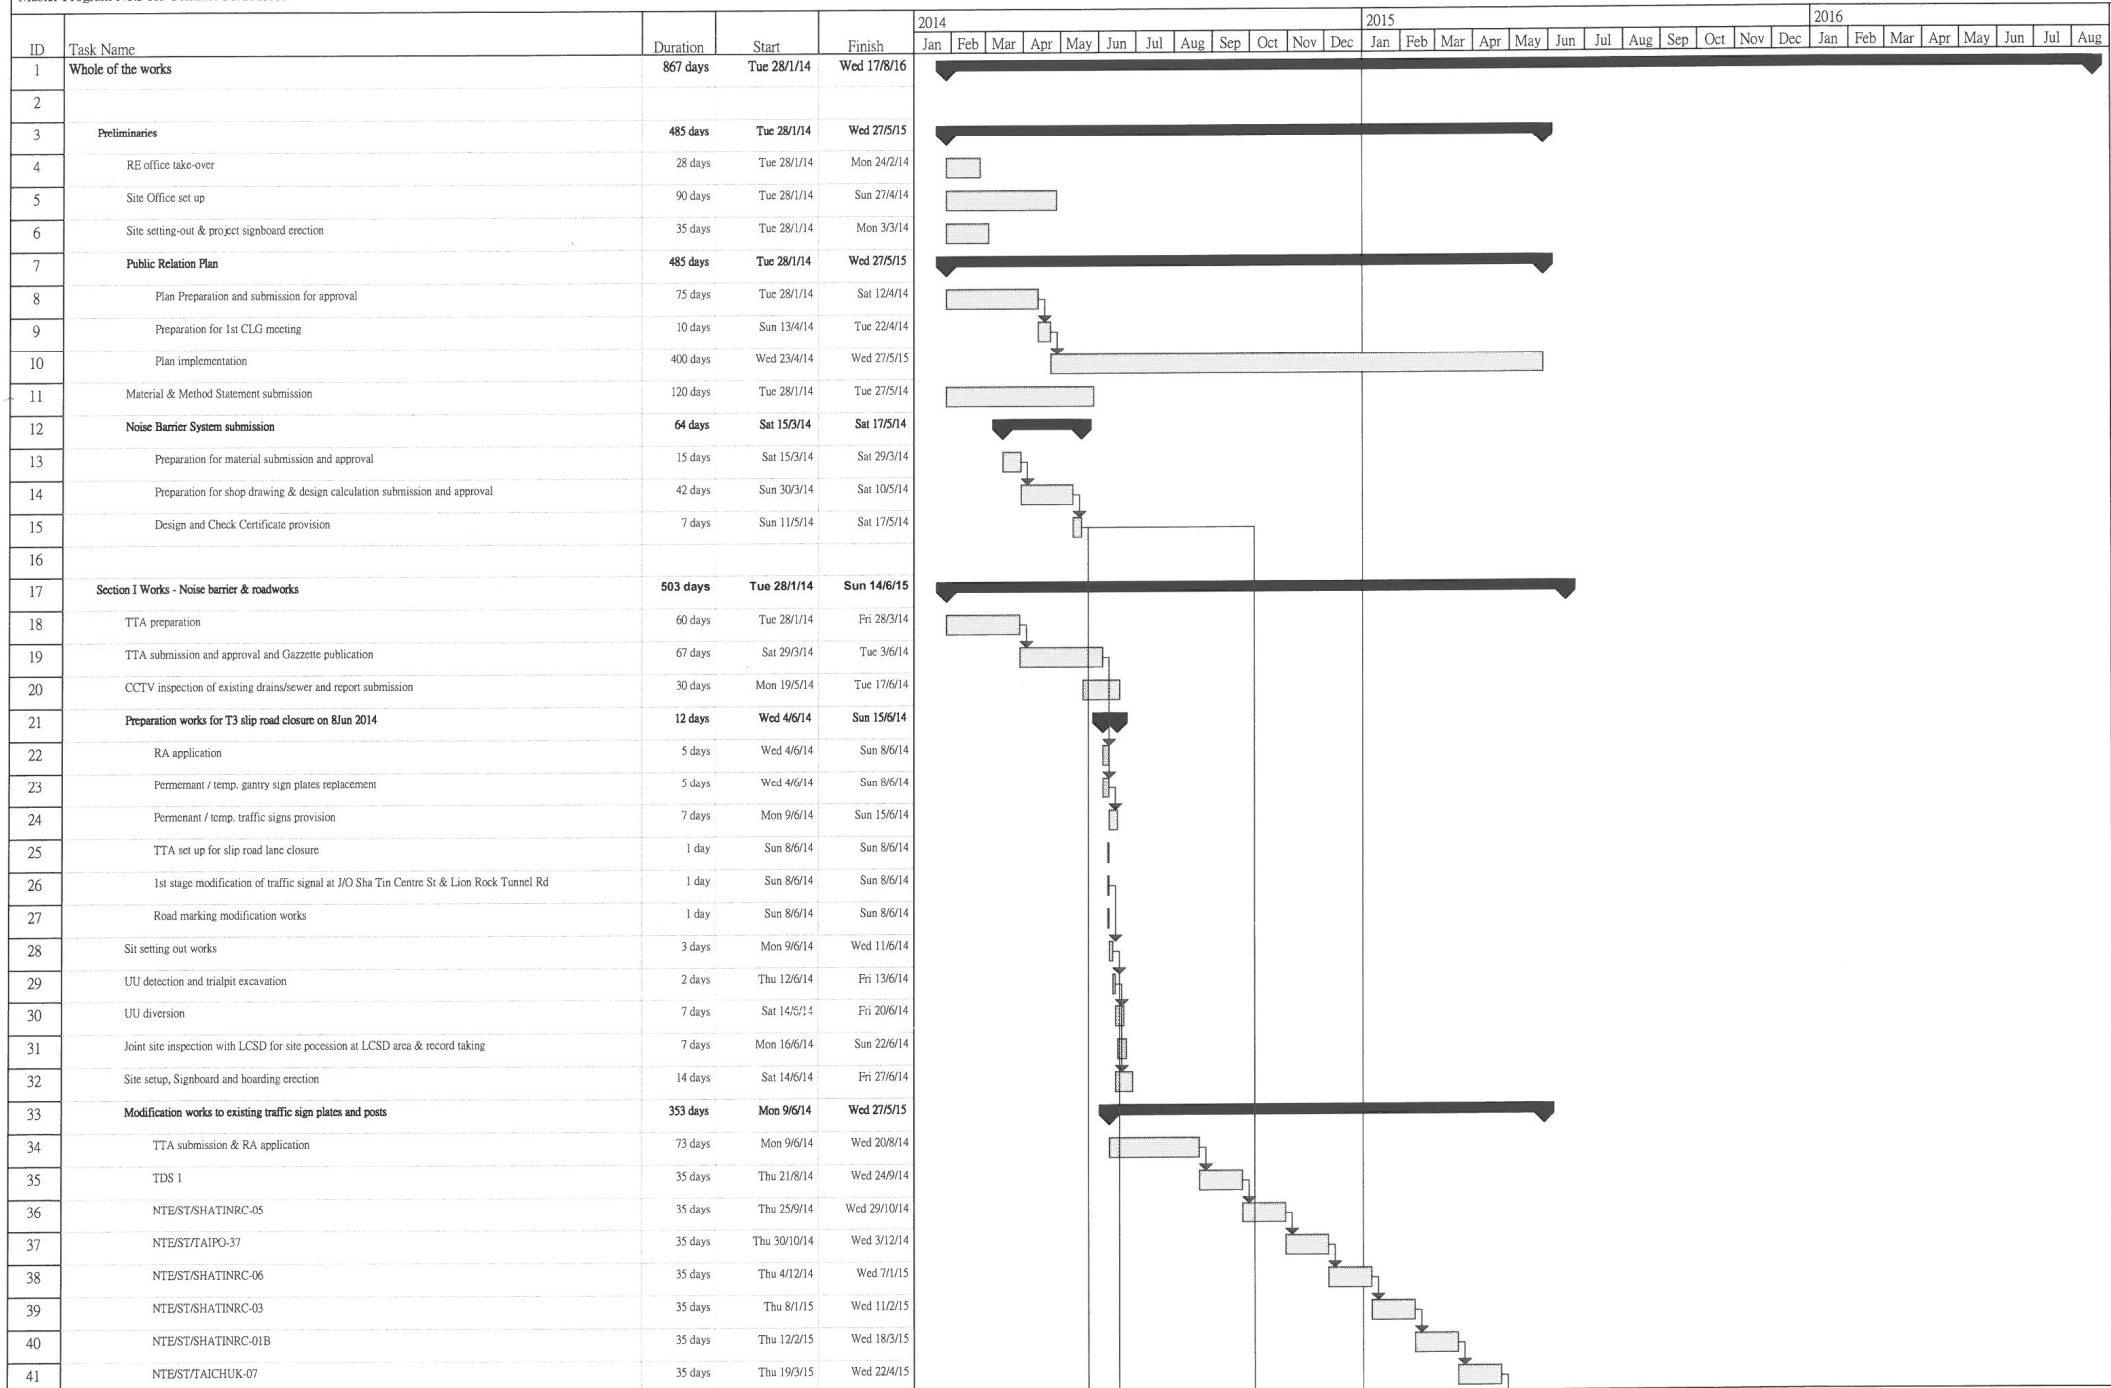 2014 2015 2016
ID Task Name Duration Start Finish Jan Feb Mar Apr May Jun Jul Aug Sep Oct Nov Dec Jan Feb Mar Apr May Jun Jul Aug Sep Oct Nov Dec Jan Feb Mar Apr May Jun Jul Aug
1 Whole of the works 867 days Tue 28/1/14 Wed 17/8/16
2
3 Preliminaries 485 days Tue 28/1/14 Wed 27/5/15
4 RE office take-over 28 days Tue 28/1/14 Mon 24/2/14
5 Site Office set up 90 days Tue 28/1/14 Sun 27/4/14
6 Site setting-out & project signboard erection 35 days Tue 28/1/14 Mon 3/3/14
7 Public Relation Plan 485 days Tue 28/1/14 Wed 27/5/15
8 Plan Preparation and submission for approval 75 days Tue 28/1/14 Sat 12/4/14
9 Preparation for 1st CLG meeting 10 days Sun 13/4/14 Tue 22/4/14
10 Plan implementation 400 days Wed 23/4/14 Wed 27/5/15
11 Material & Method Statement submission 120 days Tue 28/1/14 Tue 27/5/14
12 Noise Barrier System submission 64 days Sat 15/3/14 Sat 17/5/14
13 Preparation for material submission and approval 15 days Sat 15/3/14 Sat 29/3/14
14 Preparation for shop drawing & design calculation submission and approval 42 days Sun 30/3/14 Sat 10/5/14
15 Design and Check Certificate provision 7 days Sun 11/5/14 Sat 17/5/14
16
17 Section I Works - Noise barrier & roadworks 503 days Tue 28/1/14 Sun 14/6/15
18 TTA preparation 60 days Tue 28/1/14 Fri 28/3/14
19 TTA submission and approval and Gazzette publication 67 days Sat 29/3/14 Tue 3/6/14
20 CCTV inspection of existing drains/sewer and report submission 30 days Mon 19/5/14 Tue 17/6/14
21 Preparation works for T3 slip road closure on 8Jun 2014 12 days Wed 4/6/14 Sun 15/6/14
22 RA application 5 days Wed 4/6/14 Sun 8/6/14
23 Permemant / temp. gantry sign plates replacement 5 days Wed 4/6/14 Sun 8/6/14
24 Permenant / temp. traffic signs provision 7 days Mon 9/6/14 Sun 15/6/14
25 TTA set up for slip road lane closure 1 day Sun 8/6/14 Sun 8/6/14
26 1st stage modification of traffic signal at J/O Sha Tin Centre St & Lion Rock Tunnel Rd 1 day Sun 8/6/14 Sun 8/6/14
27 Road marking modification works 1 day Sun 8/6/14 Sun 8/6/14
28 Sit setting out works 3 days Mon 9/6/14 Wed 11/6/14
29 UU detection and trialpit excavation 2 days Thu 12/6/14 Fri 13/6/14
30 UU diversion 7 days Sat 14/6/14 Fri 20/6/14
31 Joint site inspection with LCSD for site pocession at LCSD area & record taking 7 days Mon 16/6/14 Sun 22/6/14
32 Site setup, Signboard and hoarding erection 14 days Sat 14/6/14 Fri 27/6/14
33 Modification works to existing traffic sign plates and posts 353 days Mon 9/6/14 Wed 27/5/15
34 TTA submission & RA application 73 days Mon 9/6/14 Wed 20/8/14
35 TDS 1 35 days Thu 21/8/14 Wed 24/9/14
36 NTE/ST/SHATINRC-05 35 days Thu 25/9/14 Wed 29/10/14
37 NTE/ST/TAIPO-37 35 days Thu 30/10/14 Wed 3/12/14
38 NTE/ST/SHATINRC-06 35 days Thu 4/12/14 Wed 7/1/15
39 NTE/ST/SHATINRC-03 35 days Thu 8/1/15 Wed 11/2/15
40 NTE/ST/SHATINRC-01B 35 days Thu 12/2/15 Wed 18/3/15
41 NTE/ST/TAICHUK-07 35 days Thu 19/3/15 Wed 22/4/15